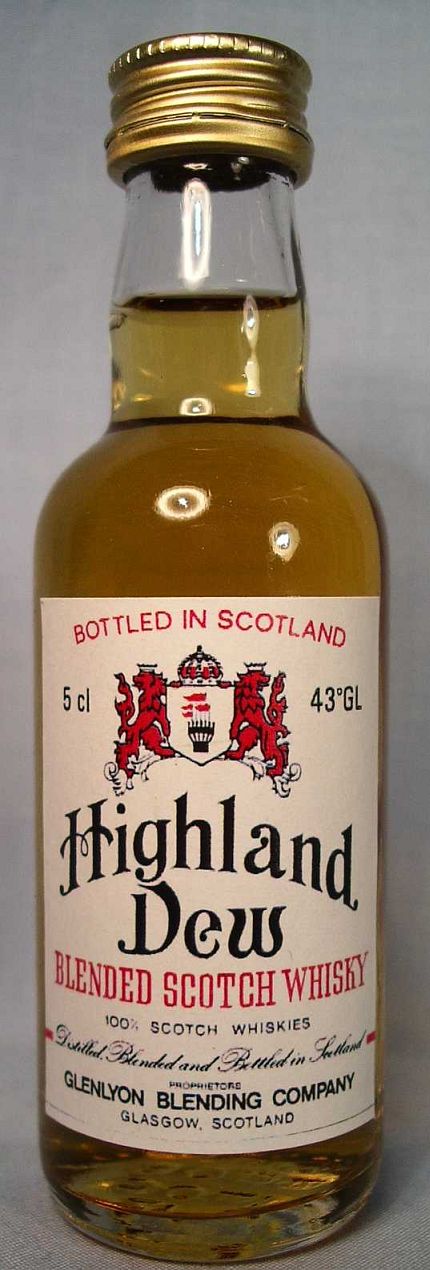 BOTTLED IN SCOTLAND
5 cl 43°GL
Highland
Dew
BLENDED SCOTCH WHISKY
100% SCOTCH WHISKIES
Distilled, Blended and Bottled in Scotland
PROPRIETORS
GLENLYON BLENDING COMPANY
GLASGOW, SCOTLAND